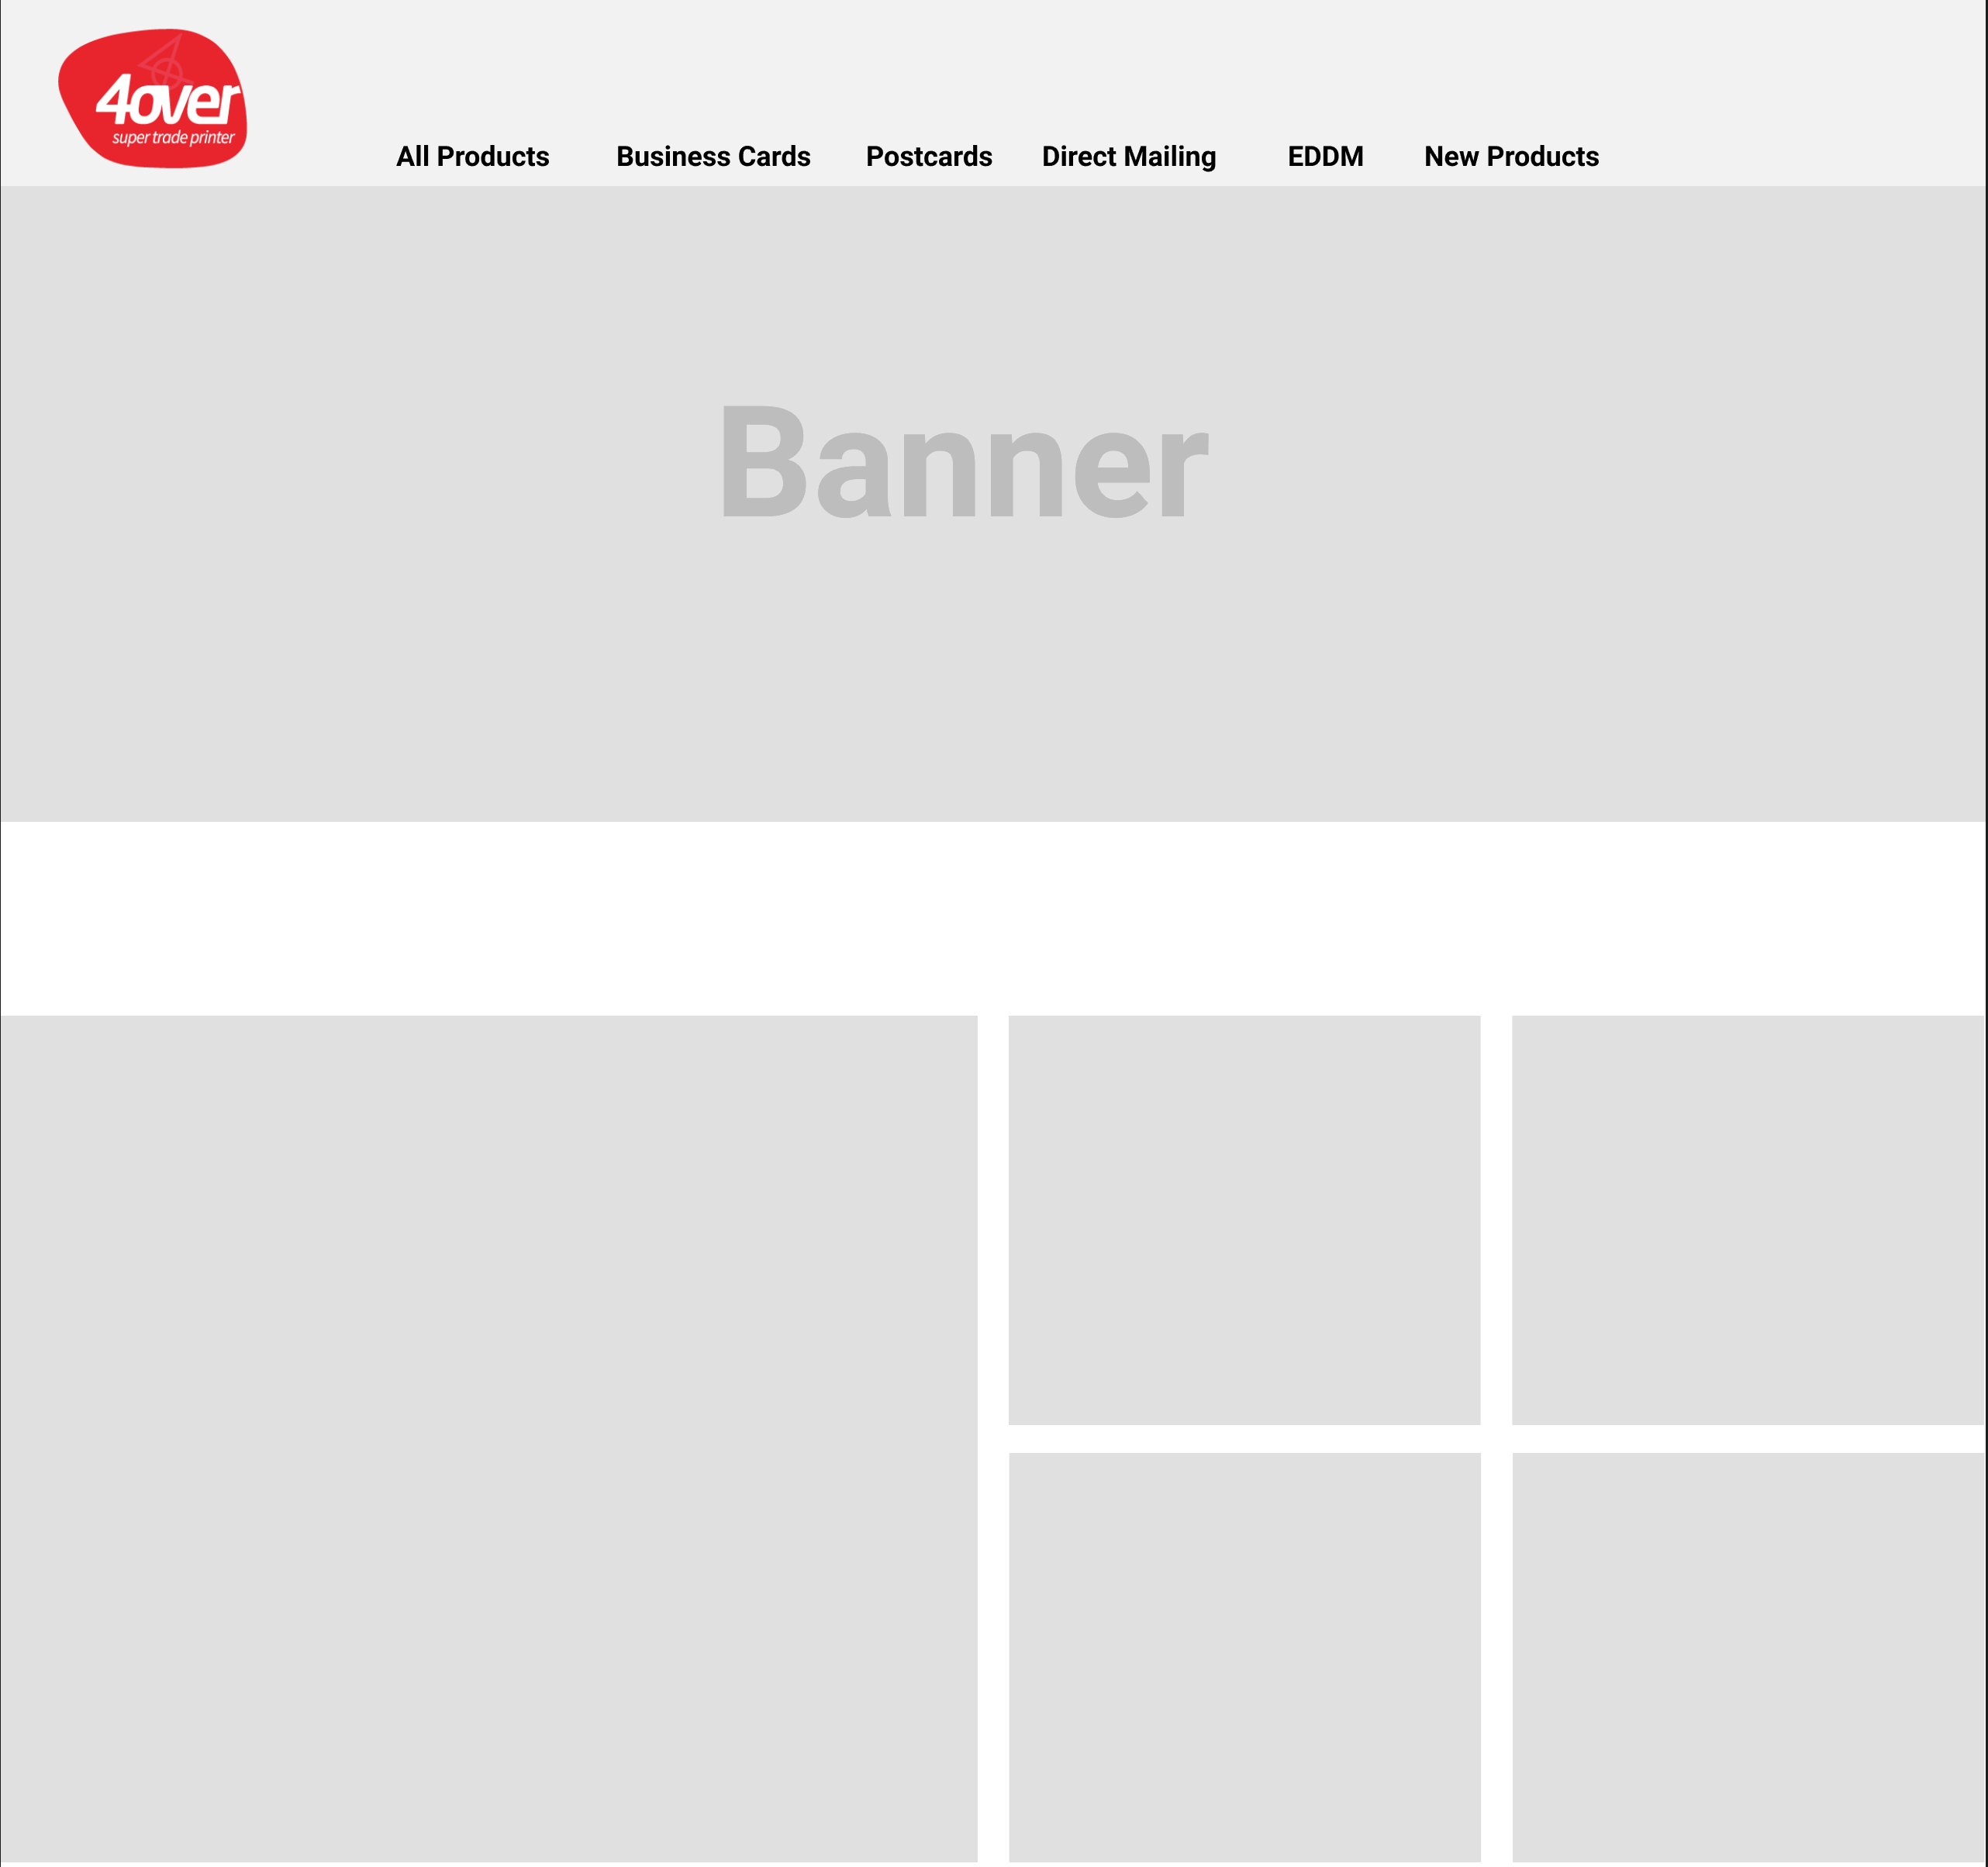 4over
super trade printer
All Products Business Cards Postcards Direct Mailing EDDM New Products
Banner